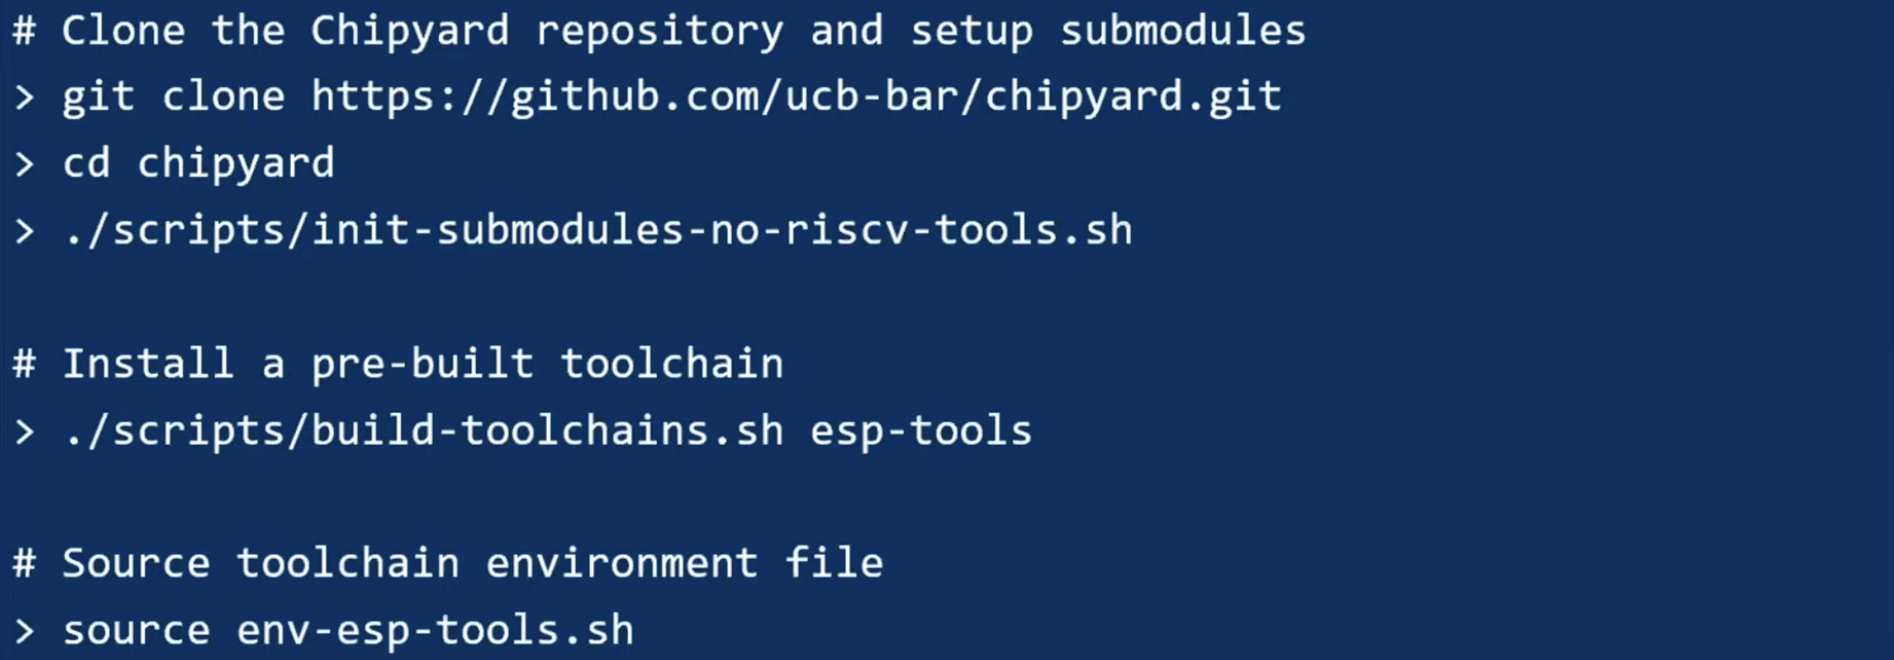 # Clone the Chipyard repository and setup submodules
> git clone https://github.com/ucb-bar/chipyard.git
> cd chipyard
> ./scripts/init-submodules-no-riscv-tools.sh
# Install a pre-built toolchain
> ./scripts/build-toolchains.sh esp-tools
# Source toolchain environment file
> source env-esp-tools.sh